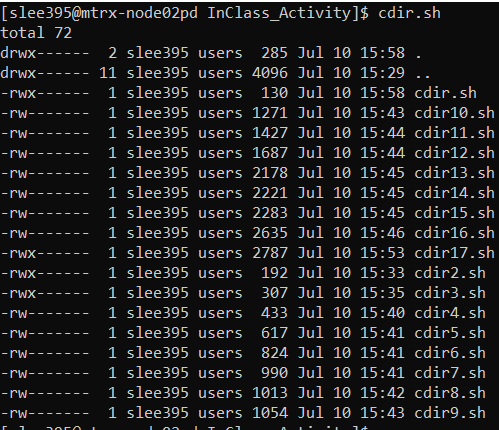 [slee395@mtrx-node02pd InClass_Activity]$ cdir.sh
total 72
drwx------  2 slee395 users  285 Jul 10 15:58 .
drwx------ 11 slee395 users 4096 Jul 10 15:29 ..
-rwx------  1 slee395 users  130 Jul 10 15:58 cdir.sh
-rw-------  1 slee395 users 1271 Jul 10 15:43 cdir10.sh
-rw-------  1 slee395 users 1427 Jul 10 15:44 cdir11.sh
-rw-------  1 slee395 users 1687 Jul 10 15:44 cdir12.sh
-rw-------  1 slee395 users 2178 Jul 10 15:45 cdir13.sh
-rw-------  1 slee395 users 2221 Jul 10 15:45 cdir14.sh
-rw-------  1 slee395 users 2283 Jul 10 15:45 cdir15.sh
-rw-------  1 slee395 users 2635 Jul 10 15:46 cdir16.sh
-rwx------  1 slee395 users 2787 Jul 10 15:53 cdir17.sh
-rwx------  1 slee395 users  192 Jul 10 15:33 cdir2.sh
-rwx------  1 slee395 users  307 Jul 10 15:35 cdir3.sh
-rw-------  1 slee395 users  433 Jul 10 15:40 cdir4.sh
-rw-------  1 slee395 users  617 Jul 10 15:41 cdir5.sh
-rw-------  1 slee395 users  824 Jul 10 15:41 cdir6.sh
-rw-------  1 slee395 users  990 Jul 10 15:41 cdir7.sh
-rw-------  1 slee395 users 1013 Jul 10 15:42 cdir8.sh
-rw-------  1 slee395 users 1054 Jul 10 15:43 cdir9.sh